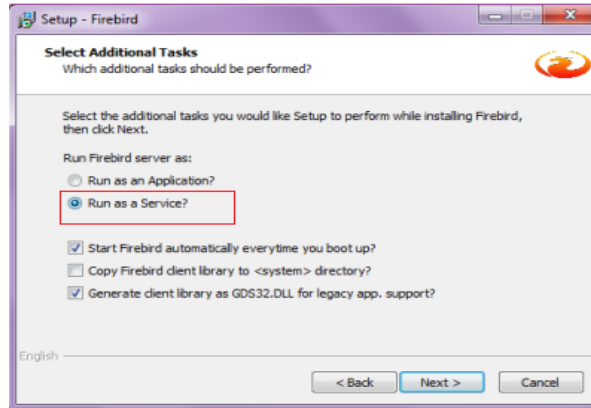 Setup - Firebird
Select Additional Tasks
Which additional tasks should be performed?
Select the additional tasks you would like Setup to perform while installing Firebird,
then click Next.
Run Firebird server as:
Run as an Application?
Run as a Service?
Start Firebird automatically everytime you boot up?
Copy Firebird client library to <system> directory?
Generate client library as GDS32.DLL for legacy app. support?
English
< Back
Next >
Cancel